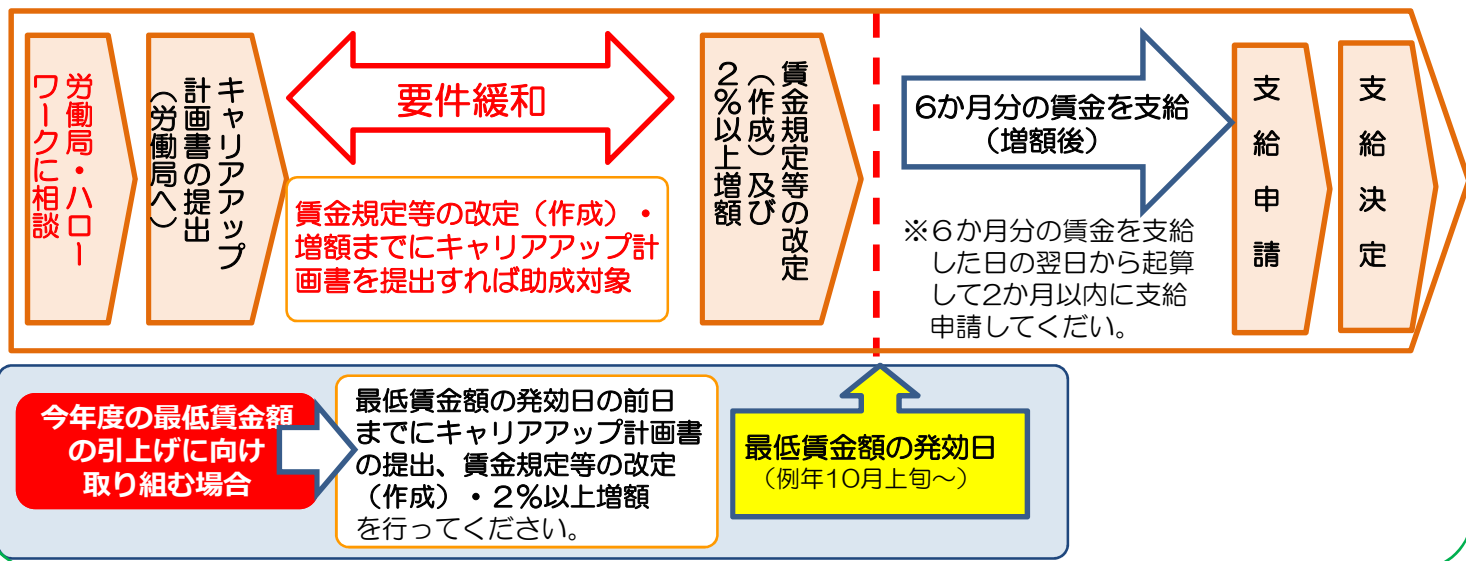 労働局・ハロー
ワークに相談
キャリアアップ
計画書の提出
（労働局へ）
要件緩和
賃金規定等の改定（作成）・
増額までにキャリアアップ計
画書を提出すれば助成対象
賃金規定等の改定
（作成）及び
２％以上増額
6か月分の賃金を支給
（増額後）
※６か月分の賃金を支給
した日の翌日から起算
して2か月以内に支給
申請してくだい。
支給申請
支給決定
今年度の最低賃金額
の引上げに向け
取り組む場合
最低賃金額の発効日の前日
までにキャリアアップ計画書
の提出、賃金規定等の改定
（作成）・２％以上増額
を行ってください。
最低賃金額の発効日
（例年10月上旬～）